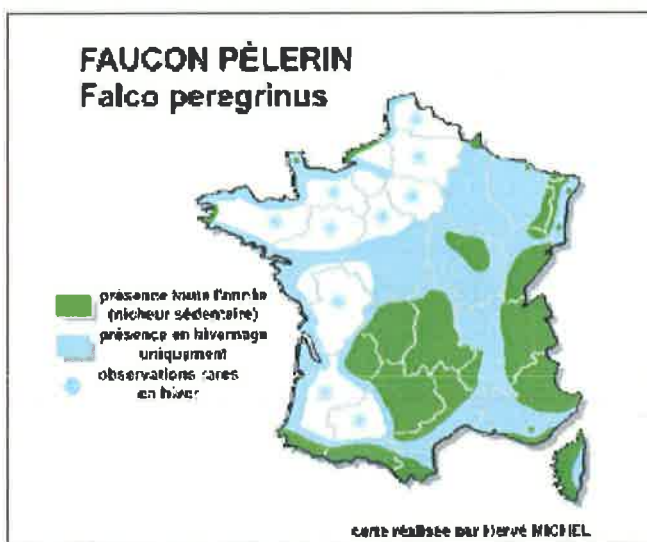 FAUCON PÈLERIN
Falco peregrinus
présence toute l'année
(nicheur sédentaire)
présence en hivernage
uniquement
observations rares
en hiver
carte réalisée par Hervé MICHEL